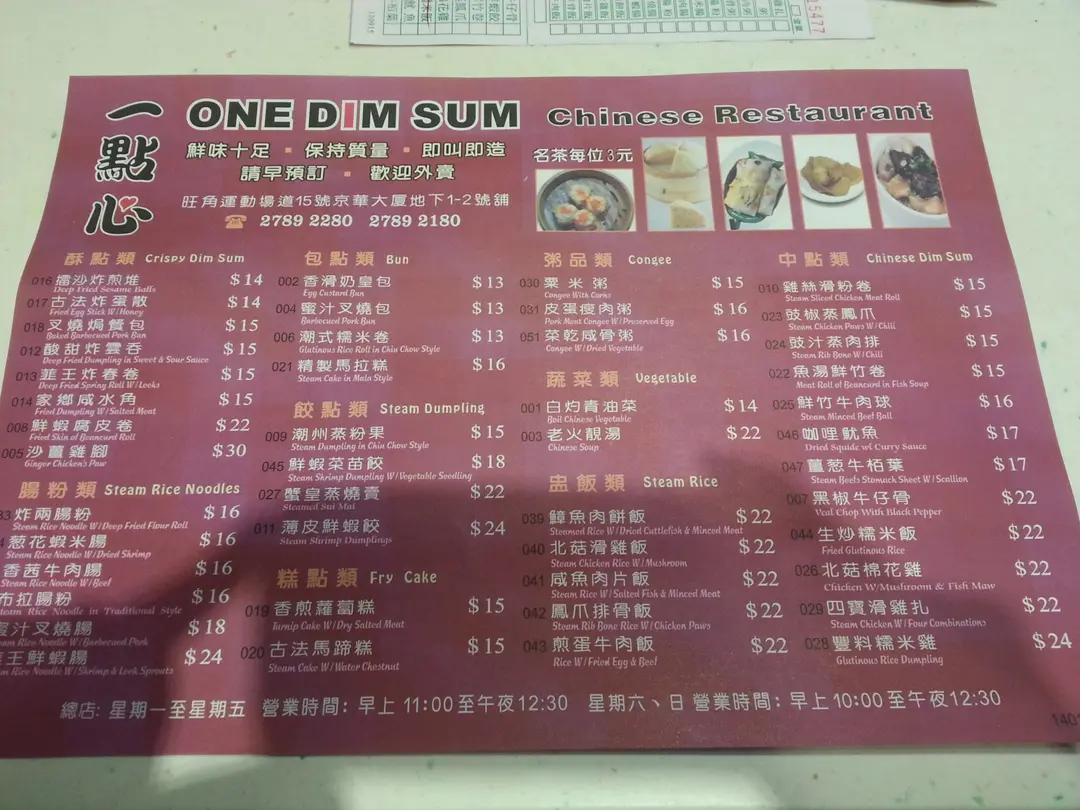 一點心
ONE DIM SUM Chinese Restaurant
鮮味十足 ▪ 保持質量 ▪ 即叫即造
請早預訂 ▪ 歡迎外賣
名茶每位3元
旺角運動場道15號京華大廈地下1-2號舖
☎ 2789 2280 2789 2180
酥點類 Crispy Dim Sum
016 擂沙炸煎堆 $14
Deep Fried Sesame Balls
017 古法炸蛋散 $14
Fried Egg Stick W/Honey
018 叉燒焗餐包 $15
Baked Barbecued Pork Bun
012 酸甜炸雲吞 $15
Deep Fried Dumpling in Sweet & Sour Sauce
013 韮王炸春卷 $15
Deep Fried Spring Roll W/Leeks
014 家鄉咸水角 $15
Fried Dumpling W/Salted Meat
008 鮮蝦腐皮卷 $22
Fried Skin of Beancurd Roll
005 沙薑雞腳 $30
Ginger Chicken's Paw
腸粉類 Steam Rice Noodles
炸兩腸粉 $16
Steam Rice Noodle W/Deep Fried Flour Roll
葱花蝦米腸 $16
Steam Rice Noodle W/Dried Shrimp
香茜牛肉腸 $16
Steam Rice Noodle W/Beef
布拉腸粉 $16
Steam Rice Noodle in Traditional Style
蜜汁叉燒腸 $18
Steam Rice Noodle W/Barbecued Pork
韮王鮮蝦腸 $24
Steam Rice Noodle W/Shrimp & Leek Sprouts
包點類 Bun
002 香滑奶皇包 $13
Egg Custard Bun
004 蜜汁叉燒包 $13
Barbecued Pork Bun
006 潮式糯米卷 $13
Glutinous Rice Roll in Chiu Chow Style
021 精製馬拉糕 $16
Steam Cake in Mala Style
餃點類 Steam Dumpling
009 潮州蒸粉果 $15
Steam Dumpling in Chiu Chow Style
045 鮮蝦菜苗餃 $18
Steam Shrimp Dumpling W/Vegetable Seedling
027 蟹皇蒸燒賣 $22
Steamed Sui Mai
011 薄皮鮮蝦餃 $24
Steam Shrimp Dumplings
糕點類 Fry Cake
019 香煎蘿蔔糕 $15
Turnip Cake W/Dry Salted Meat
020 古法馬蹄糕 $15
Steam Cake W/Water Chestnut
粥品類 Congee
030 粟米粥 $15
Congee With Corns
031 皮蛋瘦肉粥 $16
Pork Meat Congee W/Preserved Egg
051 菜乾咸骨粥 $16
Congee W/Dried Vegetable
蔬菜類 Vegetable
001 白灼青油菜 $14
Boil Chinese Vegetable
003 老火靚湯 $22
Chinese Soup
盅飯類 Steam Rice
039 鱆魚肉餅飯 $22
Steamed Rice W/Dried Cuttlefish & Minced Meat
040 北菇滑雞飯 $22
Steam Chicken Rice W/Mushroom
041 咸魚肉片飯 $22
Steam Rice W/Salted Fish & Minced Meat
042 鳳爪排骨飯 $22
Steam Rib Bone Rice W/Chicken Paws
043 煎蛋牛肉飯 $22
Rice W/Fried Egg & Beef
中點類 Chinese Dim Sum
010 雞絲滑粉卷 $15
Steam Sliced Chicken Meat Roll
023 豉椒蒸鳳爪 $15
Steam Chicken Paws W/Chili
024 豉汁蒸肉排 $15
Steam Rib Bone W/Chili
022 魚湯鮮竹卷 $15
Meat Roll of Beancurd in Fish Soup
025 鮮竹牛肉球 $16
Steam Minced Beef Ball
046 咖哩魷魚 $17
Dried Squide w/ Curry Sauce
047 薑葱牛栢葉 $17
Steam Beefs Stomach Sheet W/Scallion
007 黑椒牛仔骨 $22
Veal Chop With Black Pepper
044 生炒糯米飯 $22
Fried Glutinous Rice
026 北菇棉花雞 $22
Chicken W/Mushroom & Fish Maw
029 四寶滑雞扎 $22
Steam Chicken W/Four Combinations
028 豐料糯米雞 $24
Glutinous Rice Dumpling
總店: 星期一至星期五 營業時間: 早上 11:00 至午夜12:30 星期六、日 營業時間: 早上 10:00 至午夜12:30